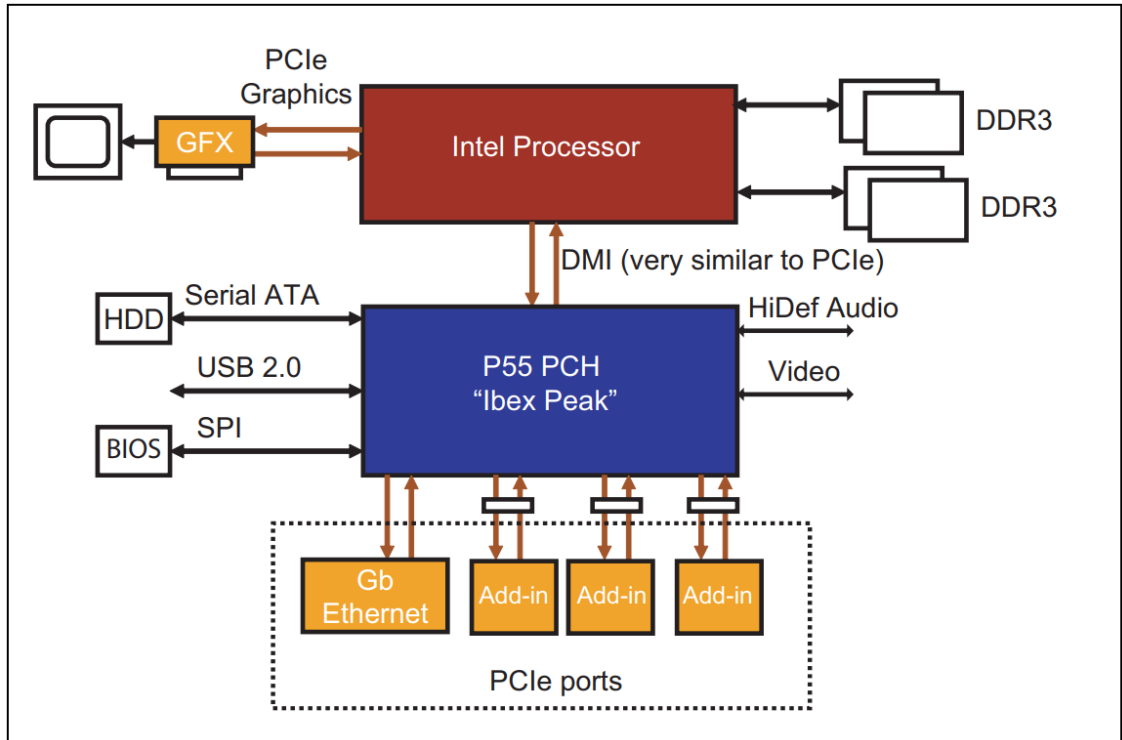 PCIe
Graphics
GFX
Intel Processor
DDR3
DDR3
DMI (very similar to PCIe)
Serial ATA
HDD
HiDef Audio
USB 2.0
P55 PCH
“Ibex Peak”
Video
SPI
BIOS
Gb
Ethernet
Add-in
Add-in
Add-in
PCIe ports